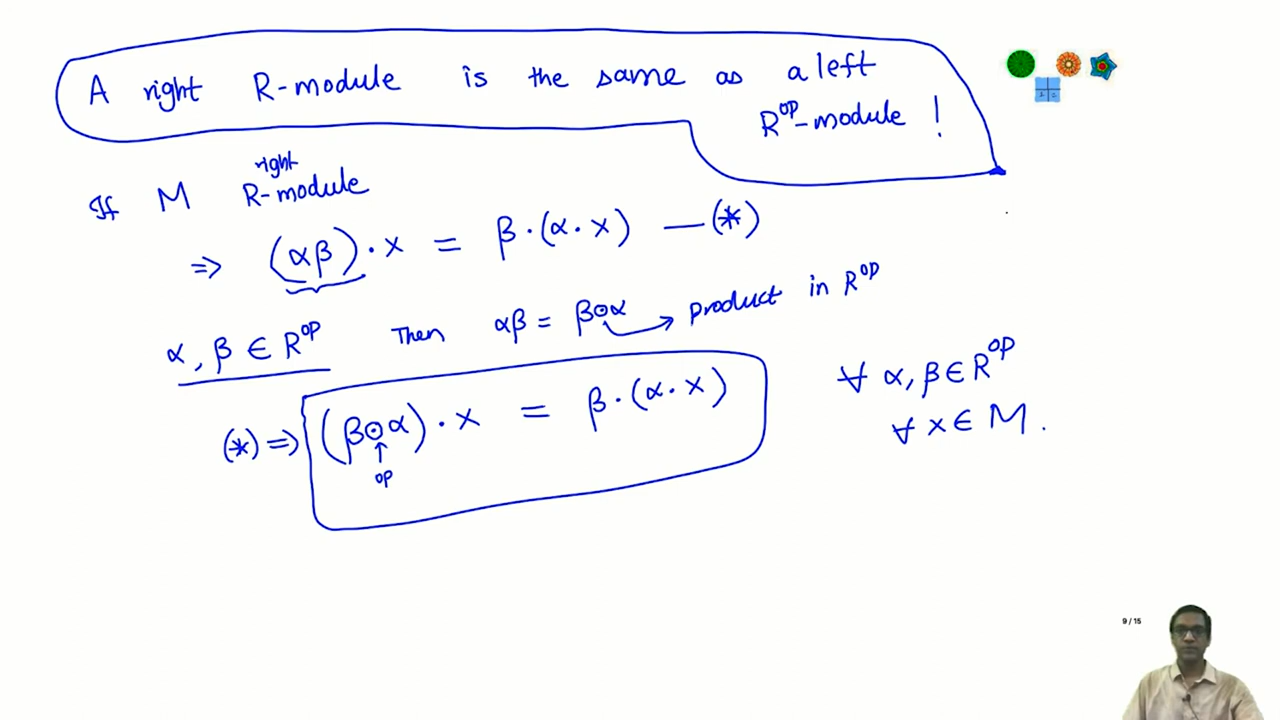 A right R-module is the same as a left
R^op-module !
If M right R-module
⇒ (αβ)·x = β·(α·x) —(*)
α, β ∈ R^op Then αβ = β⊙α → product in R^op
(*) ⇒ (β⊙α)·x = β·(α·x) ∀ α, β ∈ R^op
op
∀ x ∈ M.
9 / 15